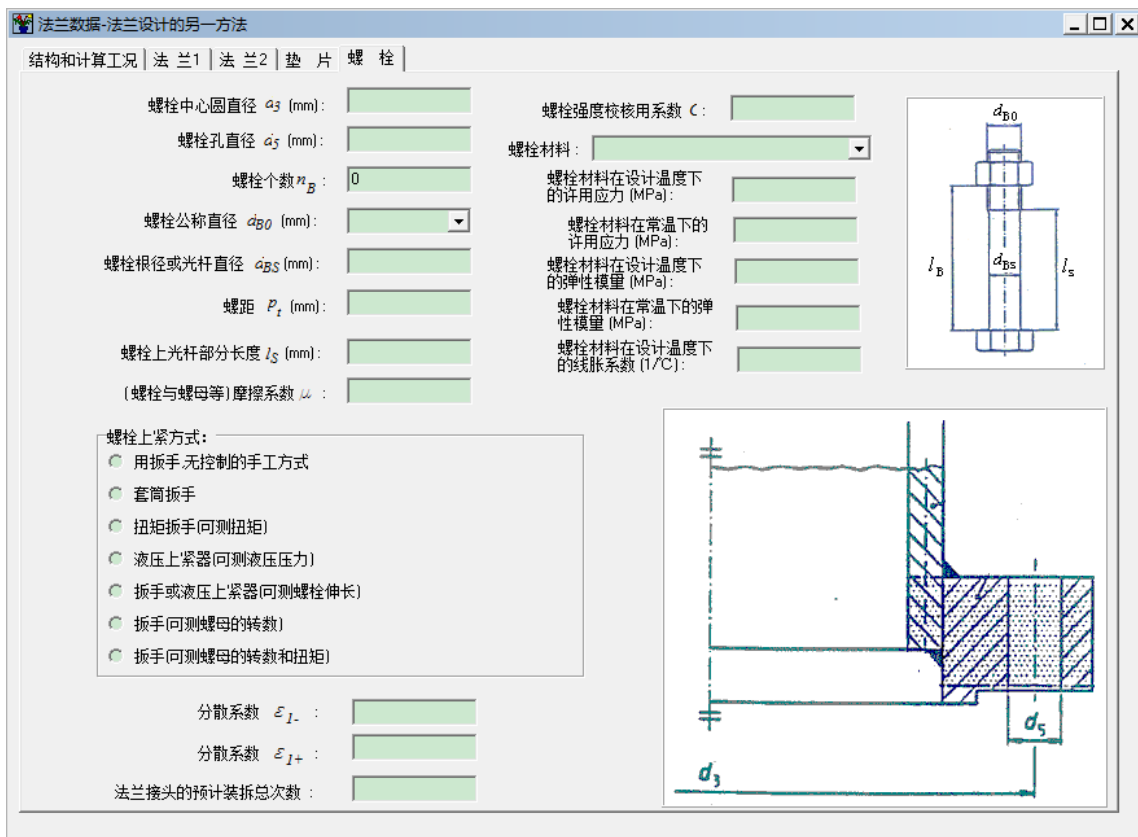 法兰数据-法兰设计的另一方法
结构和计算工况 法 兰1 法 兰2 垫 片 螺 栓
螺栓中心圆直径 a3 (mm):
螺栓孔直径 d5 (mm):
螺栓个数 nB :
0
螺栓公称直径 dB0 (mm):
螺栓根径或光杆直径 dBS (mm):
螺距 Pt (mm):
螺栓上光杆部分长度 lS (mm):
(螺栓与螺母等)摩擦系数 μ :
螺栓强度校核用系数 C:
螺栓材料:
螺栓材料在设计温度下
的许用应力 (MPa):
螺栓材料在常温下的
许用应力 (MPa):
螺栓材料在设计温度下
的弹性模量 (MPa):
螺栓材料在常温下的弹
性模量 (MPa):
螺栓材料在设计温度下
的线胀系数 (1/℃):
dB0
lB
dBS
ls
螺栓上紧方式:
用扳手,无控制的手工方式
套筒扳手
扭矩扳手(可测扭矩)
液压上紧器(可测液压压力)
扳手或液压上紧器(可测螺栓伸长)
扳手(可测螺母的转数)
扳手(可测螺母的转数和扭矩)
分散系数 ε1- :
分散系数 ε1+ :
法兰接头的预计装拆总次数 :
d5
d3